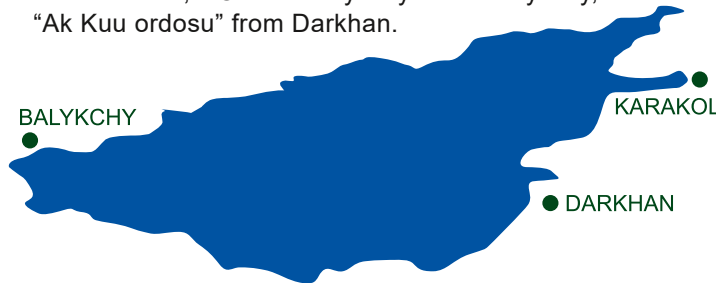 “Ak Kuu ordosu” from Darkhan.
BALYKCHY
KARAKOL
DARKHAN